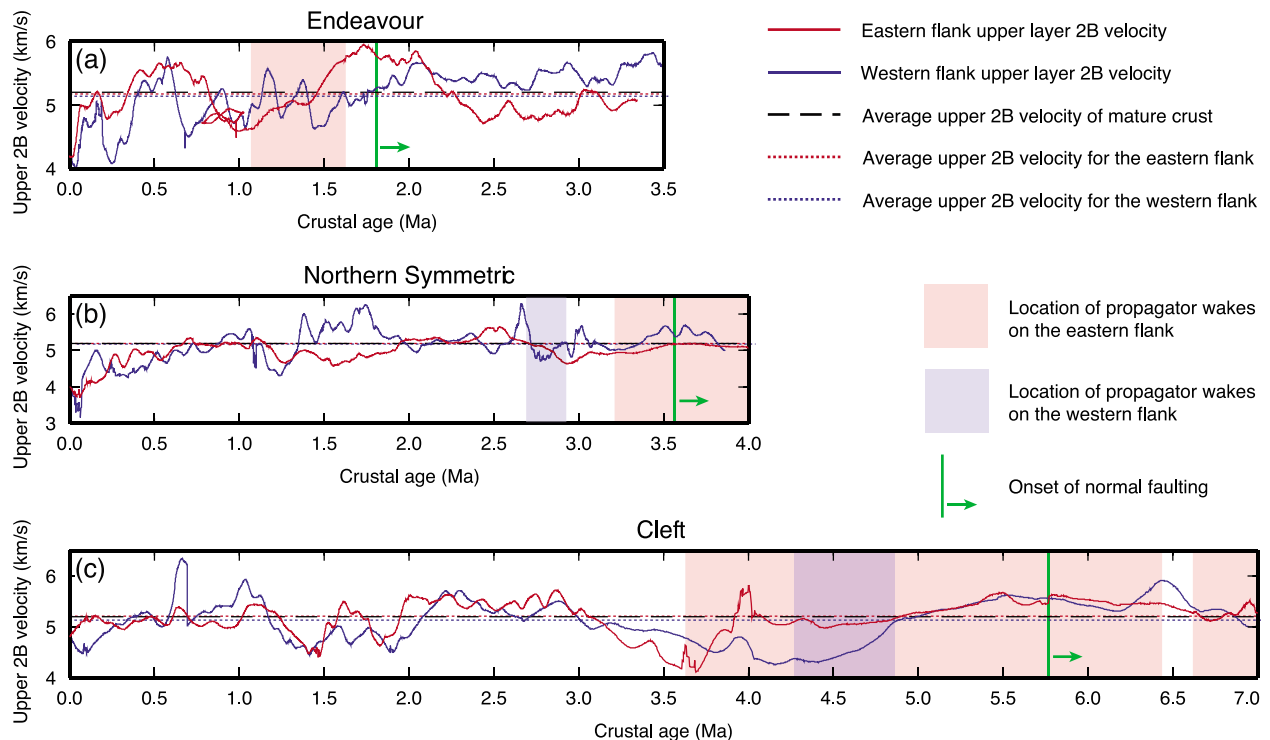 Endeavour
(a)
Upper 2B velocity (km/s)
6
5
4
0.0 0.5 1.0 1.5 2.0 2.5 3.0 3.5
Crustal age (Ma)
Eastern flank upper layer 2B velocity
Western flank upper layer 2B velocity
Average upper 2B velocity of mature crust
Average upper 2B velocity for the eastern flank
Average upper 2B velocity for the western flank
Northern Symmetric
(b)
Upper 2B velocity (km/s)
6
5
4
3
0.0 0.5 1.0 1.5 2.0 2.5 3.0 3.5 4.0
Crustal age (Ma)
Location of propagator wakes
on the eastern flank
Location of propagator wakes
on the western flank
Onset of normal faulting
Cleft
(c)
Upper 2B velocity (km/s)
6
5
4
0.0 0.5 1.0 1.5 2.0 2.5 3.0 3.5 4.0 4.5 5.0 5.5 6.0 6.5 7.0
Crustal age (Ma)